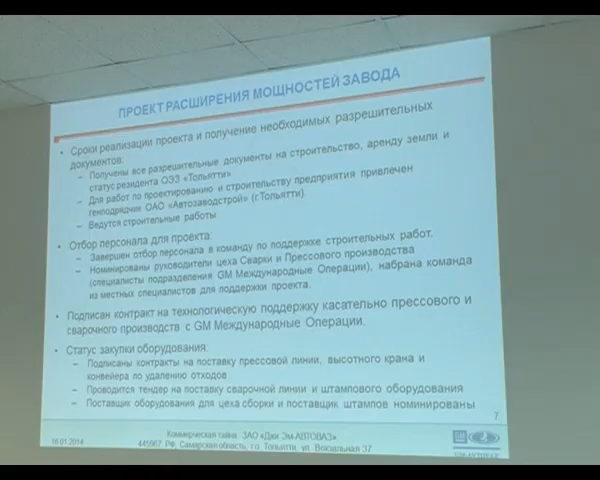 ПРОЕКТ РАСШИРЕНИЯ МОЩНОСТЕЙ ЗАВОДА
• Сроки реализации проекта и получение необходимых разрешительных
документов:
– Получены все разрешительные документы на строительство, аренду земли и
статус резидента ОЭЗ «Тольятти»
– Для работ по проектированию и строительству предприятия привлечен
генподрядчик ОАО «Автозаводстрой» (г.Тольятти).
– Ведутся строительные работы
• Отбор персонала для проекта:
– Завершен отбор персонала в команду по поддержке строительных работ.
– Номинированы руководители цеха Сварки и Прессового производства
(специалисты подразделения GM Международные Операции), набрана команда
из местных специалистов для поддержки проекта.
• Подписан контракт на технологическую поддержку касательно прессового и
сварочного производств с GM Международные Операции.
• Статус закупки оборудования:
– Подписаны контракты на поставку прессовой линии, высотного крана и
конвейера по удалению отходов
– Проводится тендер на поставку сварочной линии и штампового оборудования
– Поставщик оборудования для цеха сборки и поставщик штампов номинированы
7
Коммерческая тайна ЗАО «Джи Эм-АВТОВАЗ»
16.01.2014
445967, РФ, Самарская область, г.о. Тольятти, ул. Вокзальная 37
GM
GM-АВТОВАЗ